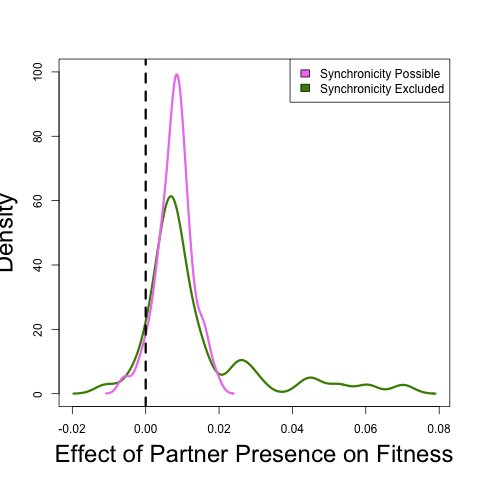 Synchronicity Possible
Synchronicity Excluded
Density
100
80
60
40
20
0
-0.02 0.00 0.02 0.04 0.06 0.08
Effect of Partner Presence on Fitness